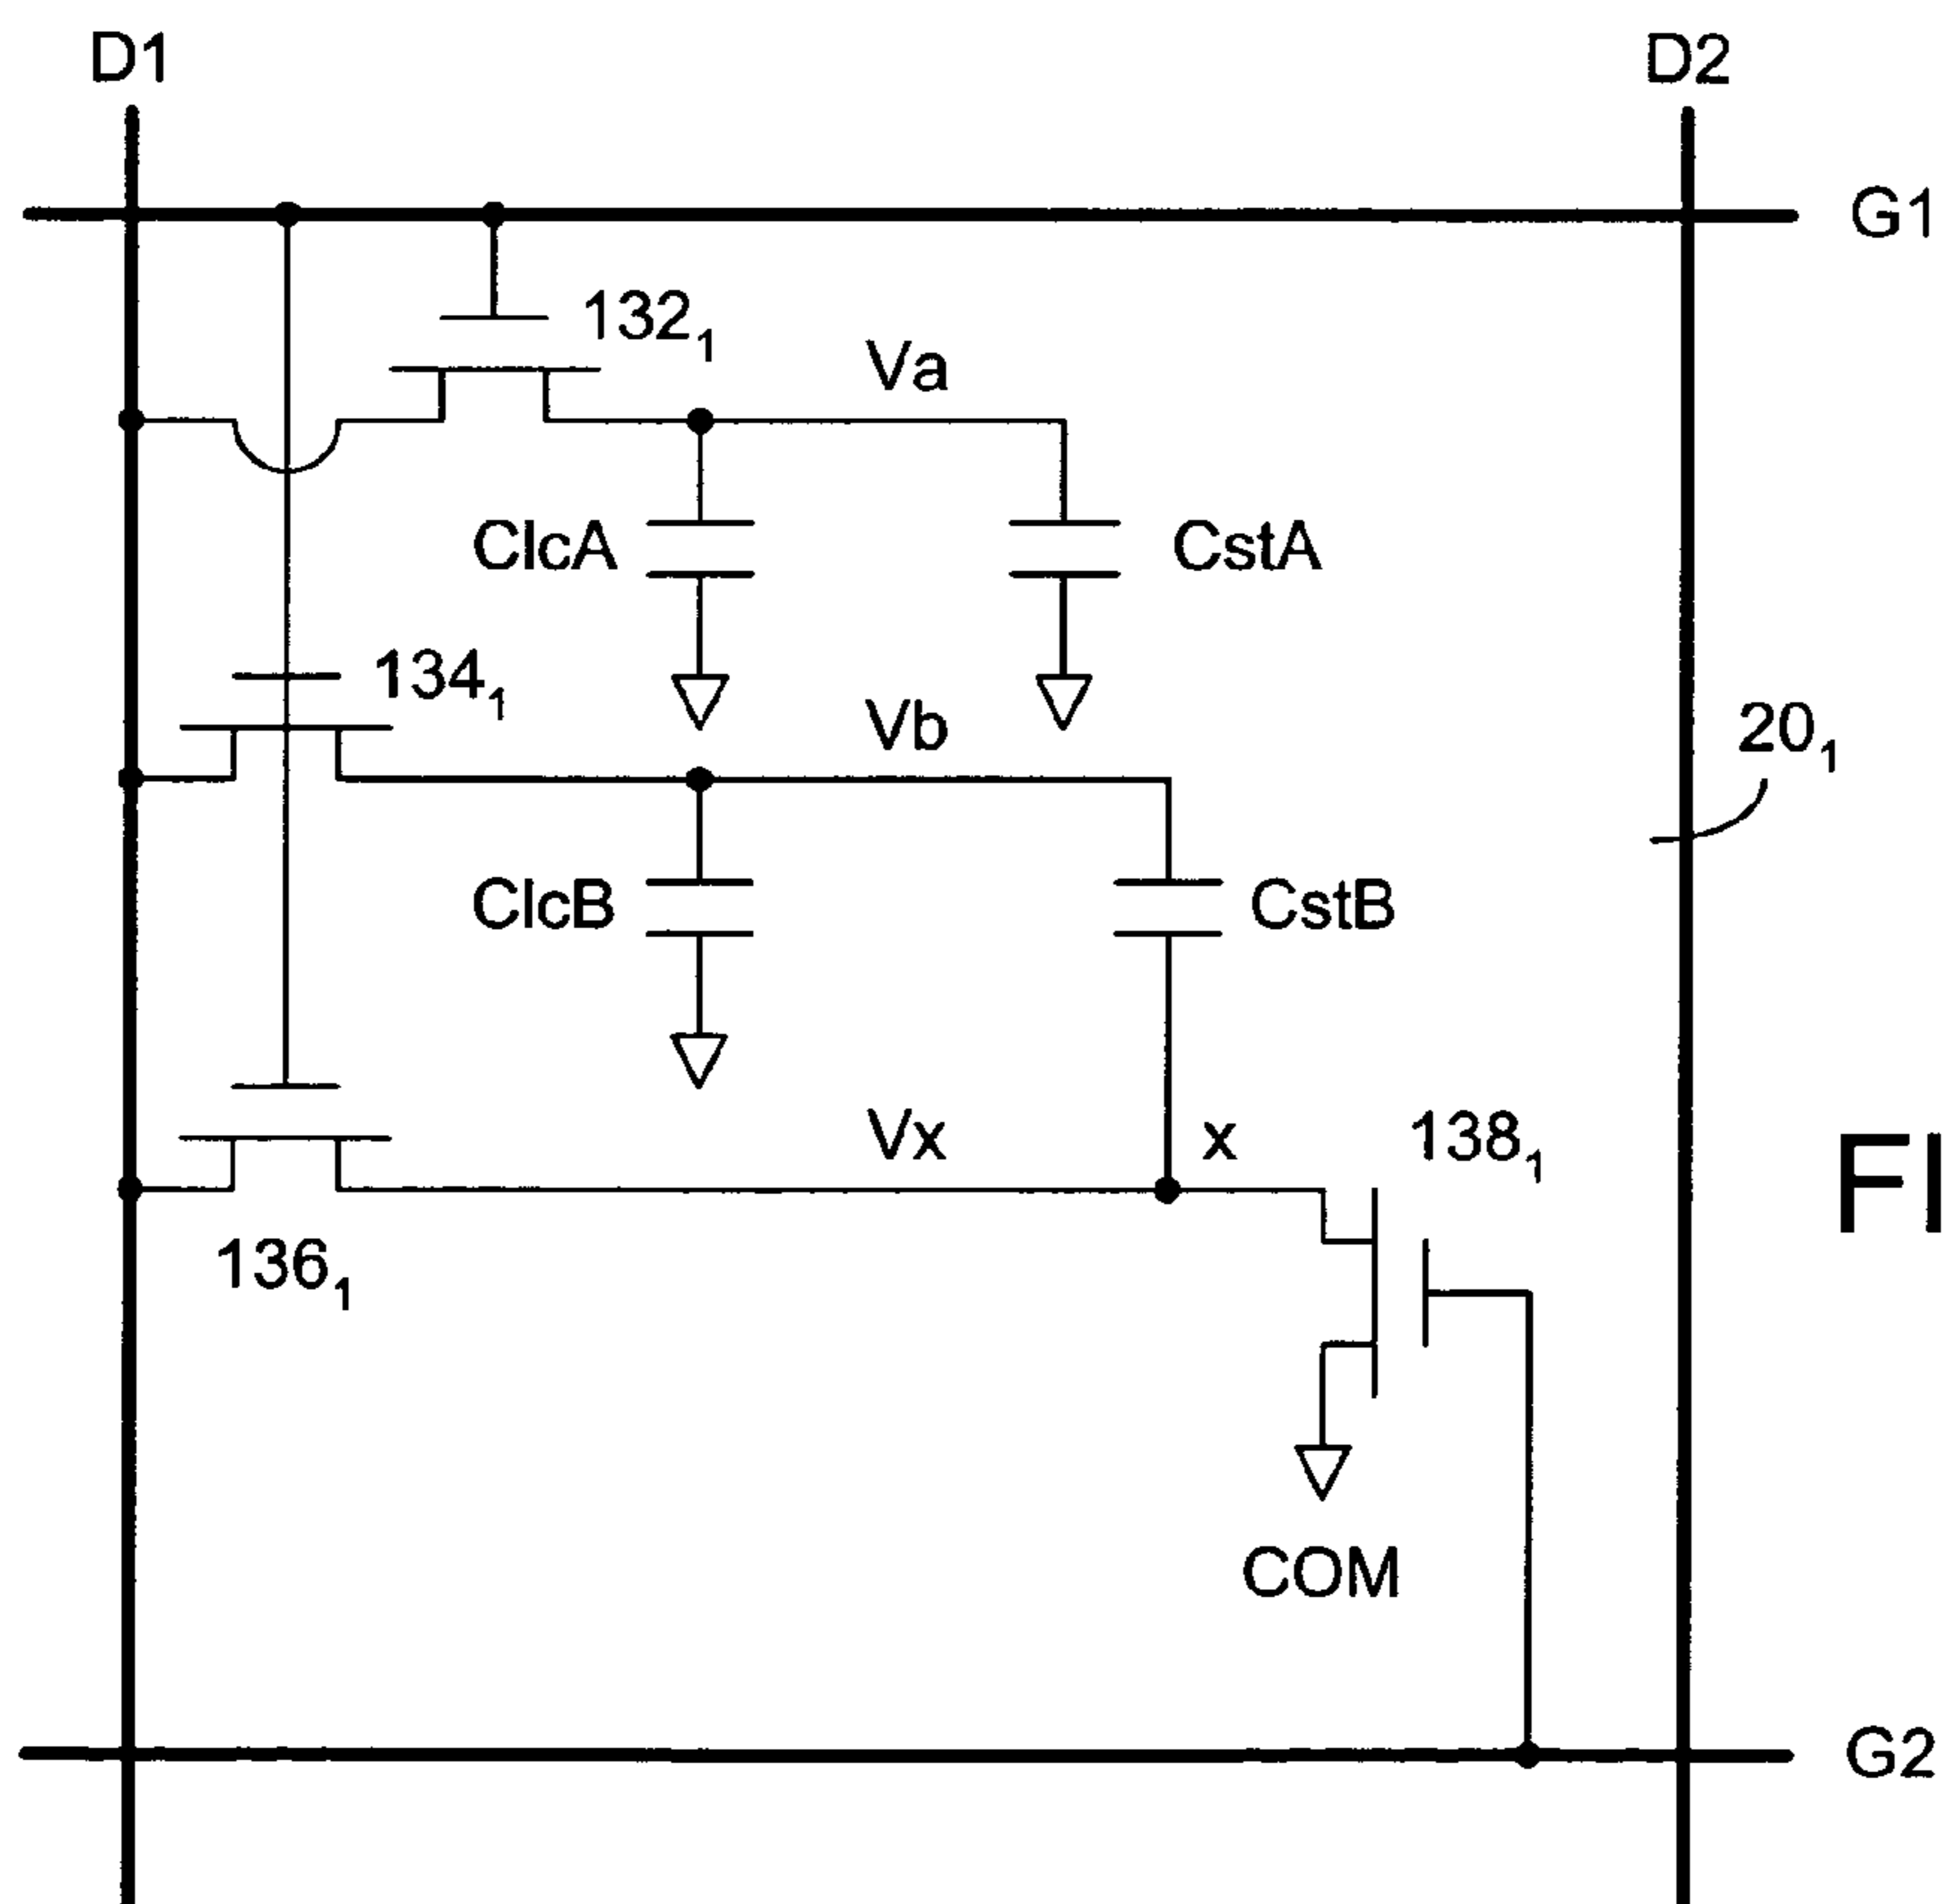 D1
D2
G1
132₁
Va
ClcA
CstA
134₁
Vb
20₁
ClcB
CstB
Vx
x
138₁
FI
136₁
COM
G2